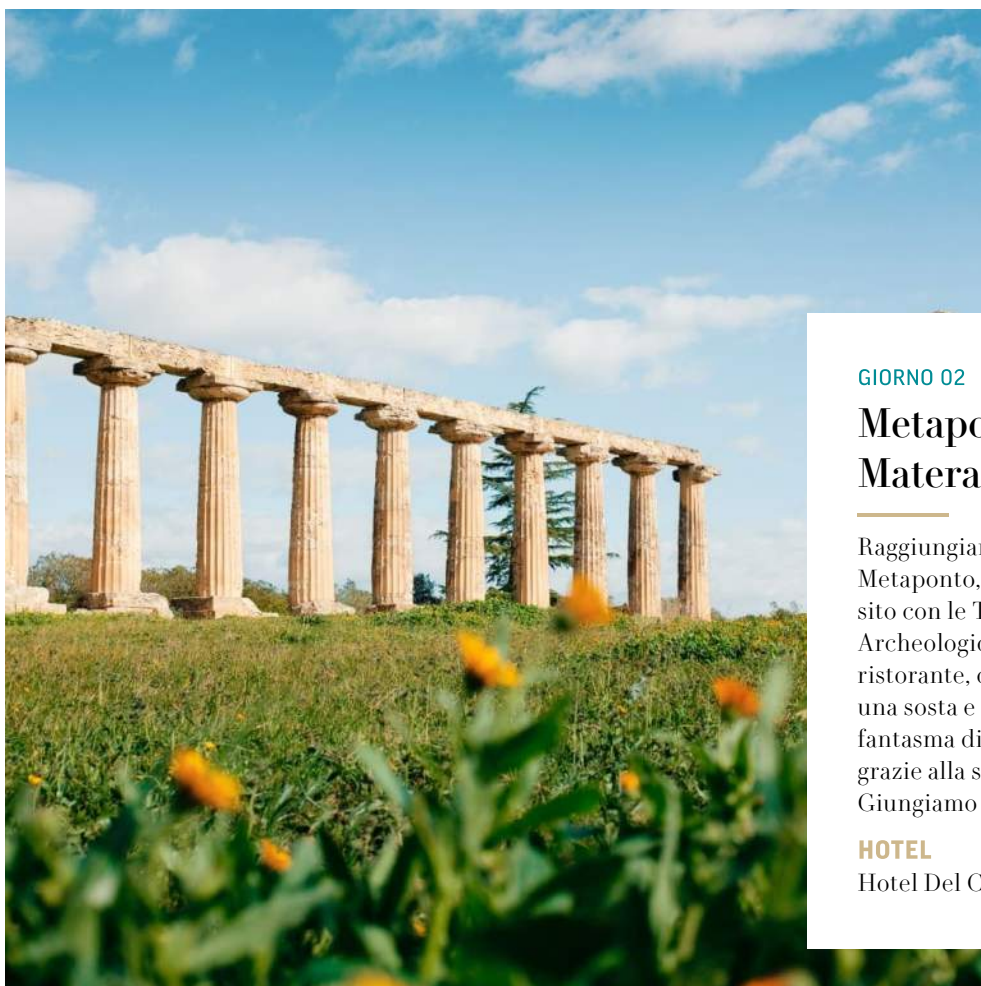 GIORNO 02
Metapo
Matera
Raggiungia
Metaponto,
sito con le T
Archeologic
ristorante, c
una sosta e
fantasma di
grazie alla s
Giungiamo
HOTEL
Hotel Del C